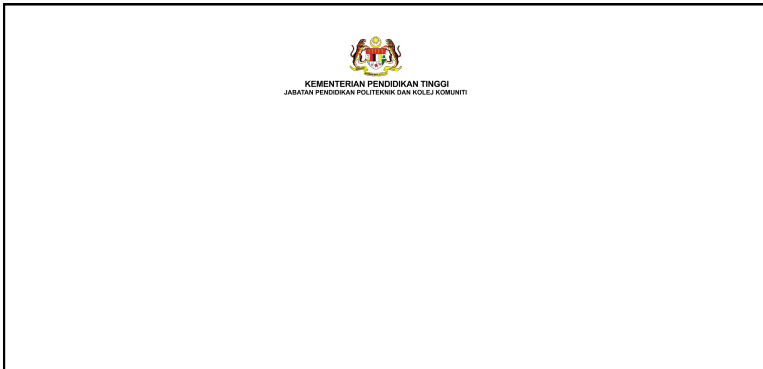 KEMENTERIAN PENDIDIKAN TINGGI
JABATAN PENDIDIKAN POLITEKNIK DAN KOLEJ KOMUNITI